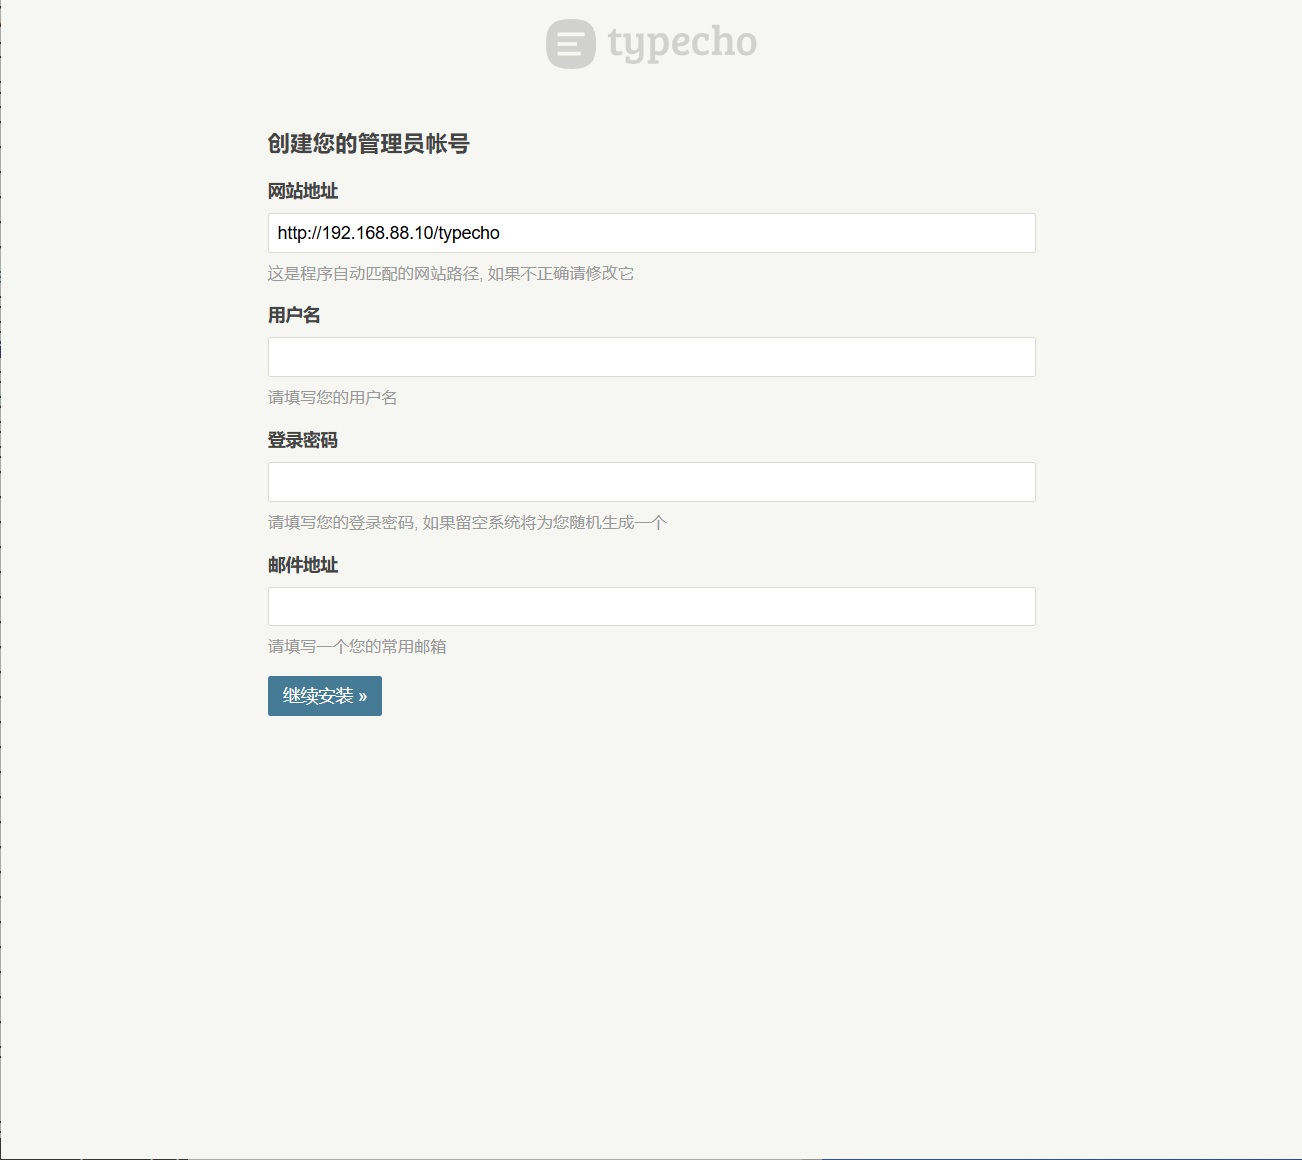 typecho
创建您的管理员帐号
网站地址
http://192.168.88.10/typecho
这是程序自动匹配的网站路径, 如果不正确请修改它
用户名
请填写您的用户名
登录密码
请填写您的登录密码, 如果留空系统将为您随机生成一个
邮件地址
请填写一个您的常用邮箱
继续安装 »